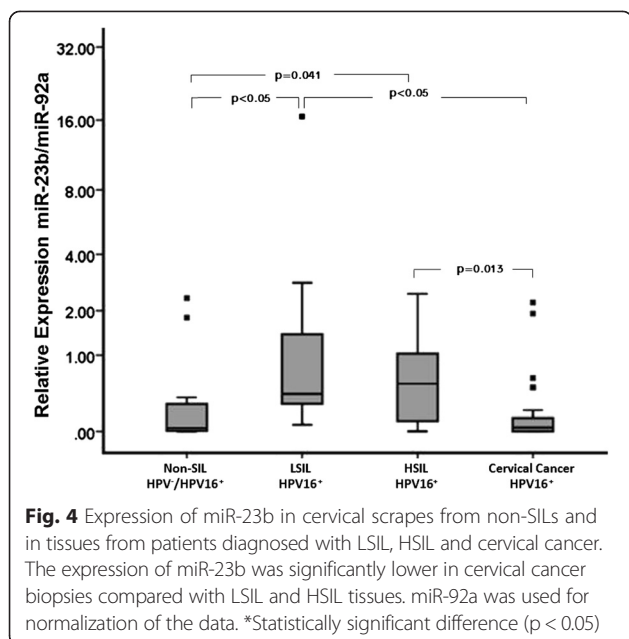 Relative Expression miR-23b/miR-92a
32.00
16.00
8.00
4.00
2.00
1.00
.00
p=0.041
p<0.05
p<0.05
p=0.013
Non-SIL LSIL HSIL Cervical Cancer
HPV⁻/HPV16⁺ HPV16⁺ HPV16⁺ HPV16⁺
Fig. 4 Expression of miR-23b in cervical scrapes from non-SILs and
in tissues from patients diagnosed with LSIL, HSIL and cervical cancer.
The expression of miR-23b was significantly lower in cervical cancer
biopsies compared with LSIL and HSIL tissues. miR-92a was used for
normalization of the data. *Statistically significant difference (p < 0.05)